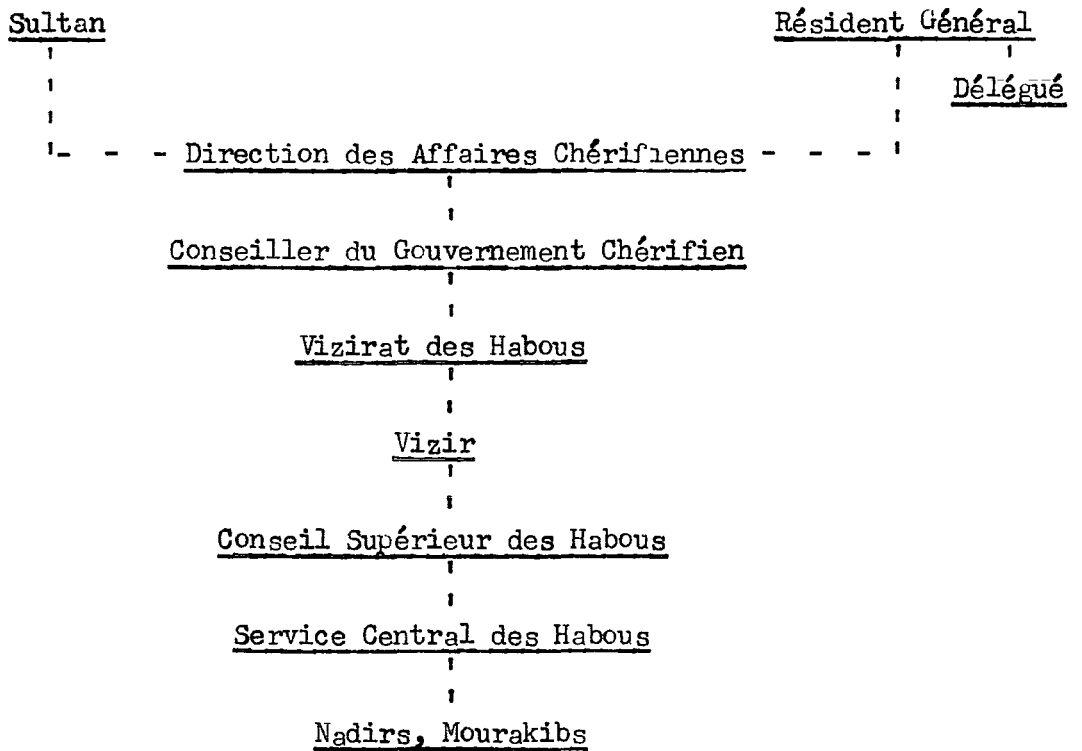 Sultan Résident Général
Délégué
Direction des Affaires Chérifiennes
Conseiller du Gouvernement Chérifien
Vizirat des Habous
Vizir
Conseil Supérieur des Habous
Service Central des Habous
Nadirs, Mourakibs